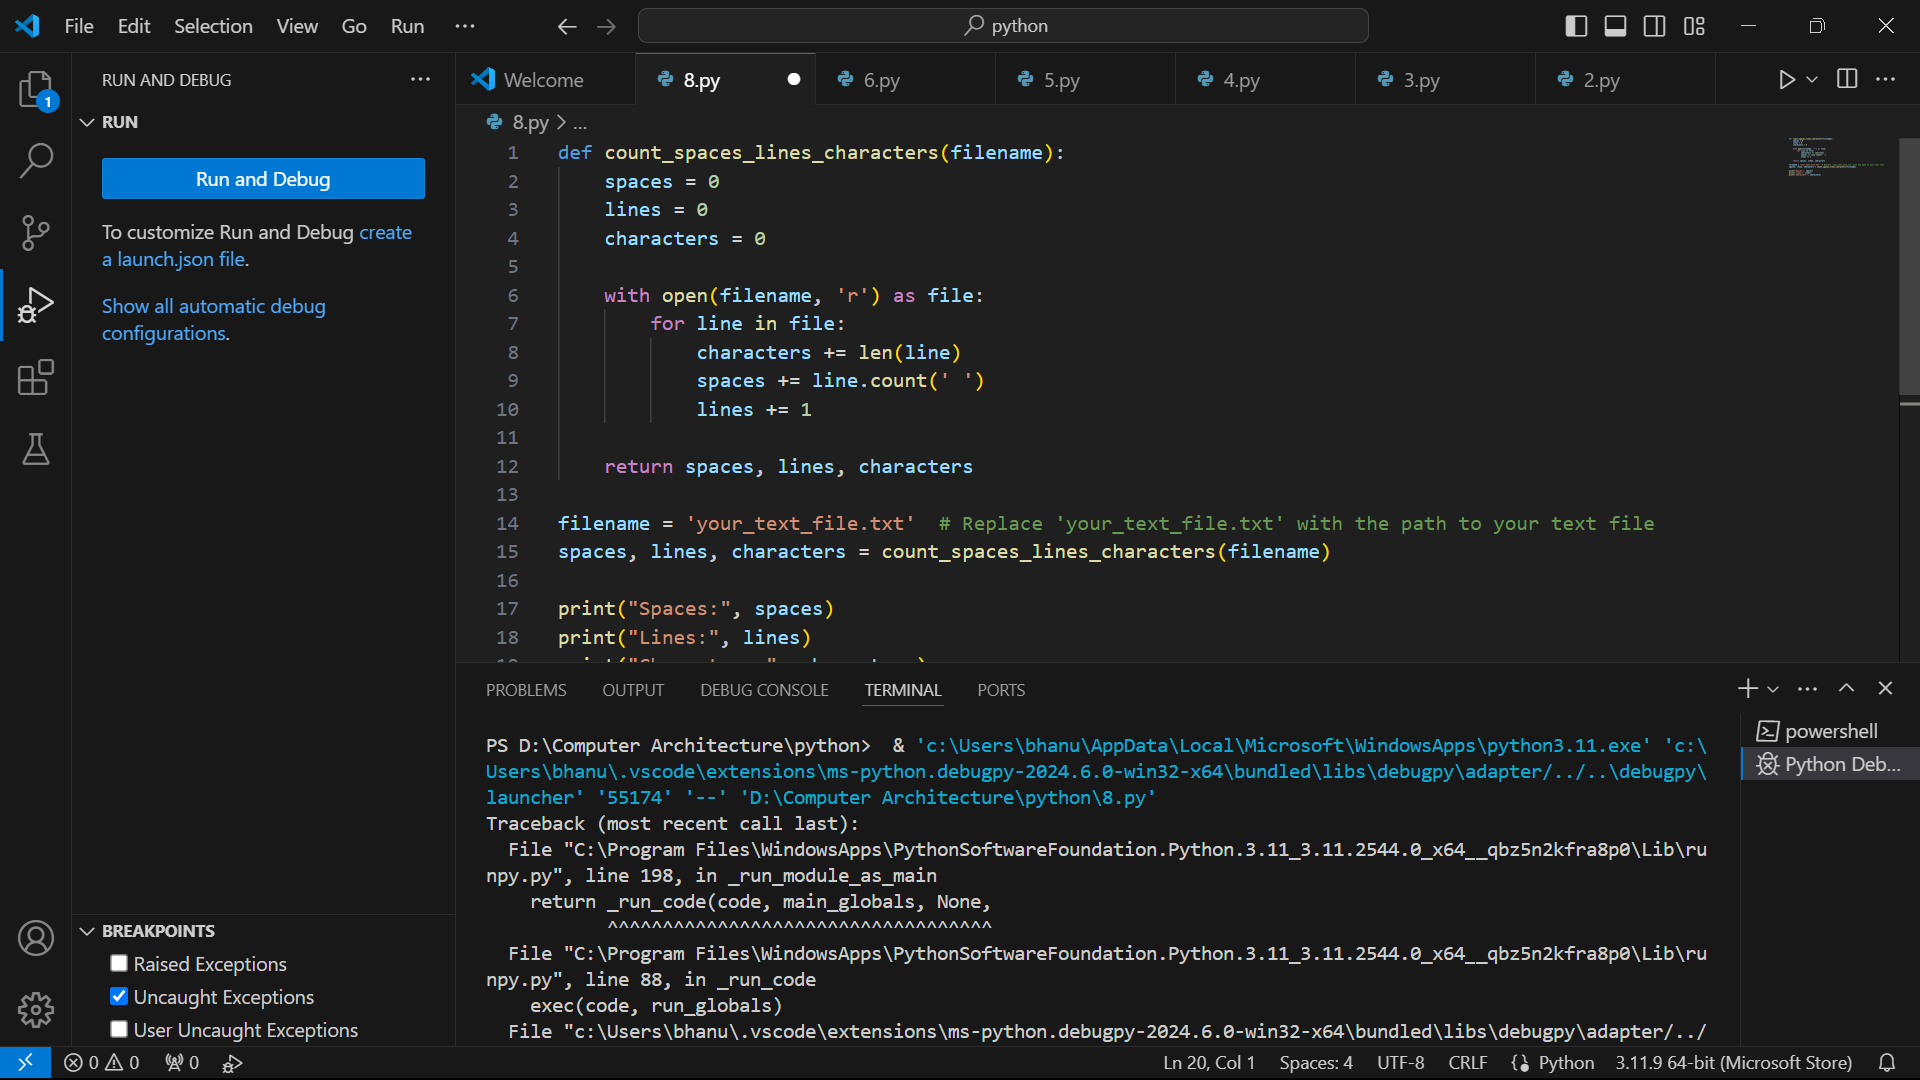 File Edit Selection View Go Run ···
python
RUN AND DEBUG ···
RUN
Run and Debug
To customize Run and Debug create
a launch.json file.
Show all automatic debug
configurations.
BREAKPOINTS
Raised Exceptions
Uncaught Exceptions
User Uncaught Exceptions
1
Welcome 8.py 6.py 5.py 4.py 3.py 2.py
8.py > ...
1 def count_spaces_lines_characters(filename):
2 spaces = 0
3 lines = 0
4 characters = 0
5
6 with open(filename, 'r') as file:
7 for line in file:
8 characters += len(line)
9 spaces += line.count(' ')
10 lines += 1
11
12 return spaces, lines, characters
13
14 filename = 'your_text_file.txt'  # Replace 'your_text_file.txt' with the path to your text file
15 spaces, lines, characters = count_spaces_lines_characters(filename)
16
17 print("Spaces:", spaces)
18 print("Lines:", lines)
PROBLEMS OUTPUT DEBUG CONSOLE TERMINAL PORTS
PS D:\Computer Architecture\python>  & 'c:\Users\bhanu\AppData\Local\Microsoft\WindowsApps\python3.11.exe' 'c:\
Users\bhanu\.vscode\extensions\ms-python.debugpy-2024.6.0-win32-x64\bundled\libs\debugpy\adapter/../..\debugpy\
launcher' '55174' '--' 'D:\Computer Architecture\python\8.py'
Traceback (most recent call last):
File "C:\Program Files\WindowsApps\PythonSoftwareFoundation.Python.3.11_3.11.2544.0_x64__qbz5n2kfra8p0\Lib\ru
npy.py", line 198, in _run_module_as_main
return _run_code(code, main_globals, None,
^^^^^^^^^^^^^^^^^^^^^^^^^^^^^^^^^^^
File "C:\Program Files\WindowsApps\PythonSoftwareFoundation.Python.3.11_3.11.2544.0_x64__qbz5n2kfra8p0\Lib\ru
npy.py", line 88, in _run_code
exec(code, run_globals)
File "c:\Users\bhanu\.vscode\extensions\ms-python.debugpy-2024.6.0-win32-x64\bundled\libs\debugpy\adapter/../
powershell
Python Deb...
0 0 0
Ln 20, Col 1 Spaces: 4 UTF-8 CRLF Python 3.11.9 64-bit (Microsoft Store)